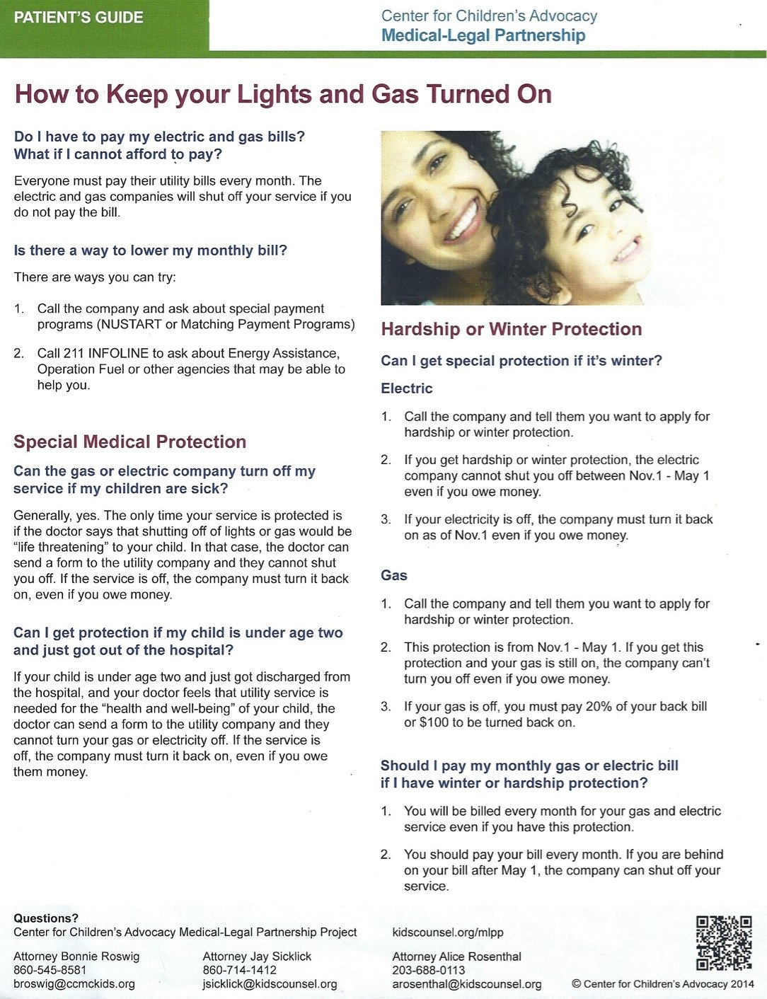 PATIENT'S GUIDE
Center for Children's Advocacy
Medical-Legal Partnership
How to Keep your Lights and Gas Turned On
Do I have to pay my electric and gas bills?
What if I cannot afford to pay?
Everyone must pay their utility bills every month. The
electric and gas companies will shut off your service if you
do not pay the bill.
Is there a way to lower my monthly bill?
There are ways you can try:
1. Call the company and ask about special payment
programs (NUSTART or Matching Payment Programs)
2. Call 211 INFOLINE to ask about Energy Assistance,
Operation Fuel or other agencies that may be able to
help you.
Special Medical Protection
Can the gas or electric company turn off my
service if my children are sick?
Generally, yes. The only time your service is protected is
if the doctor says that shutting off of lights or gas would be
“life threatening” to your child. In that case, the doctor can
send a form to the utility company and they cannot shut
you off. If the service is off, the company must turn it back
on, even if you owe money.
Can I get protection if my child is under age two
and just got out of the hospital?
If your child is under age two and just got discharged from
the hospital, and your doctor feels that utility service is
needed for the “health and well-being” of your child, the
doctor can send a form to the utility company and they
cannot turn your gas or electricity off. If the service is
off, the company must turn it back on, even if you owe
them money.
Hardship or Winter Protection
Can I get special protection if it's winter?
Electric
1. Call the company and tell them you want to apply for
hardship or winter protection.
2. If you get hardship or winter protection, the electric
company cannot shut you off between Nov.1 - May 1
even if you owe money.
3. If your electricity is off, the company must turn it back
on as of Nov.1 even if you owe money.
Gas
1. Call the company and tell them you want to apply for
hardship or winter protection.
2. This protection is from Nov.1 - May 1. If you get this
protection and your gas is still on, the company can't
turn you off even if you owe money.
3. If your gas is off, you must pay 20% of your back bill
or $100 to be turned back on.
Should I pay my monthly gas or electric bill
if I have winter or hardship protection?
1. You will be billed every month for your gas and electric
service even if you have this protection.
2. You should pay your bill every month. If you are behind
on your bill after May 1, the company can shut off your
service.
Questions?
Center for Children's Advocacy Medical-Legal Partnership Project
kidscounsel.org/mlpp
Attorney Bonnie Roswig
860-545-8581
broswig@ccmckids.org
Attorney Jay Sicklick
860-714-1412
jsicklick@kidscounsel.org
Attorney Alice Rosenthal
203-688-0113
arosenthal@kidscounsel.org
© Center for Children's Advocacy 2014